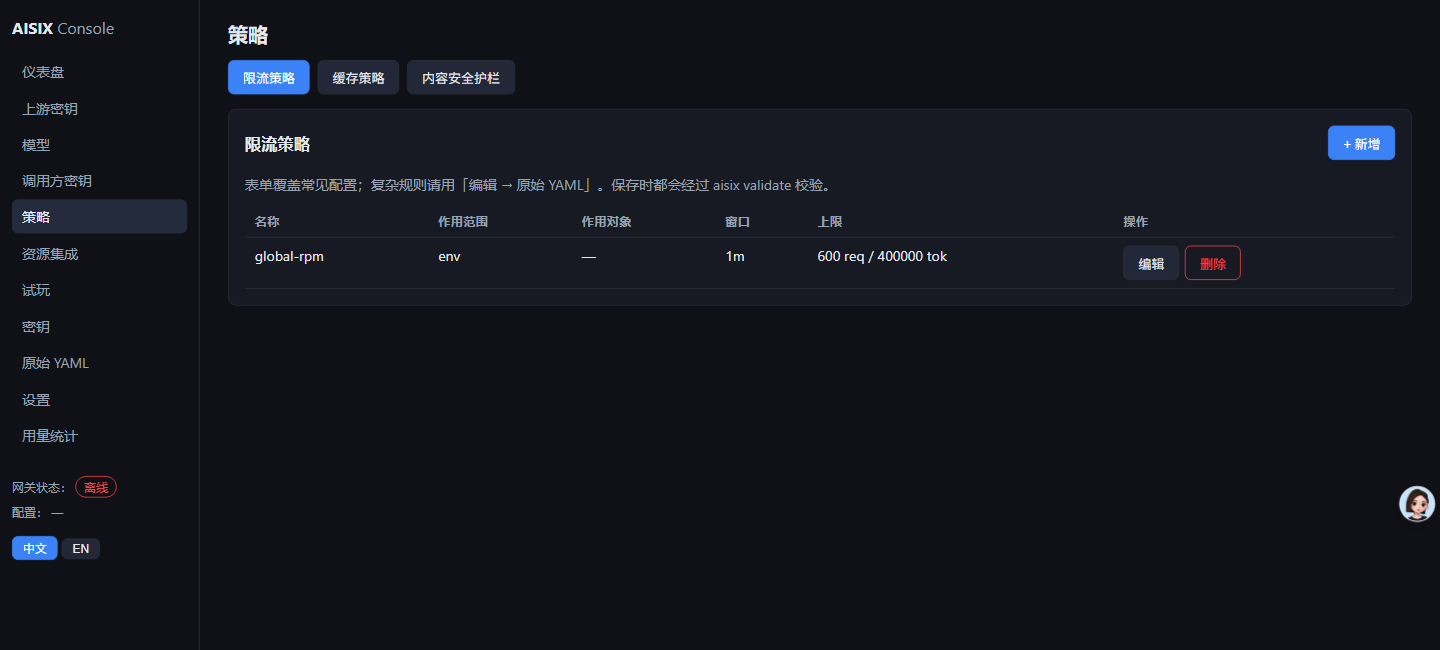 AISIX Console
仪表盘
上游密钥
模型
调用方密钥
策略
资源集成
试玩
密钥
原始 YAML
设置
用量统计
网关状态： 离线
配置： —
中文 EN
策略
限流策略 缓存策略 内容安全护栏
限流策略 + 新增
表单覆盖常见配置；复杂规则请用「编辑 → 原始 YAML」。保存时都会经过 aisix validate 校验。
名称 作用范围 作用对象 窗口 上限 操作
global-rpm env — 1m 600 req / 400000 tok 编辑 删除